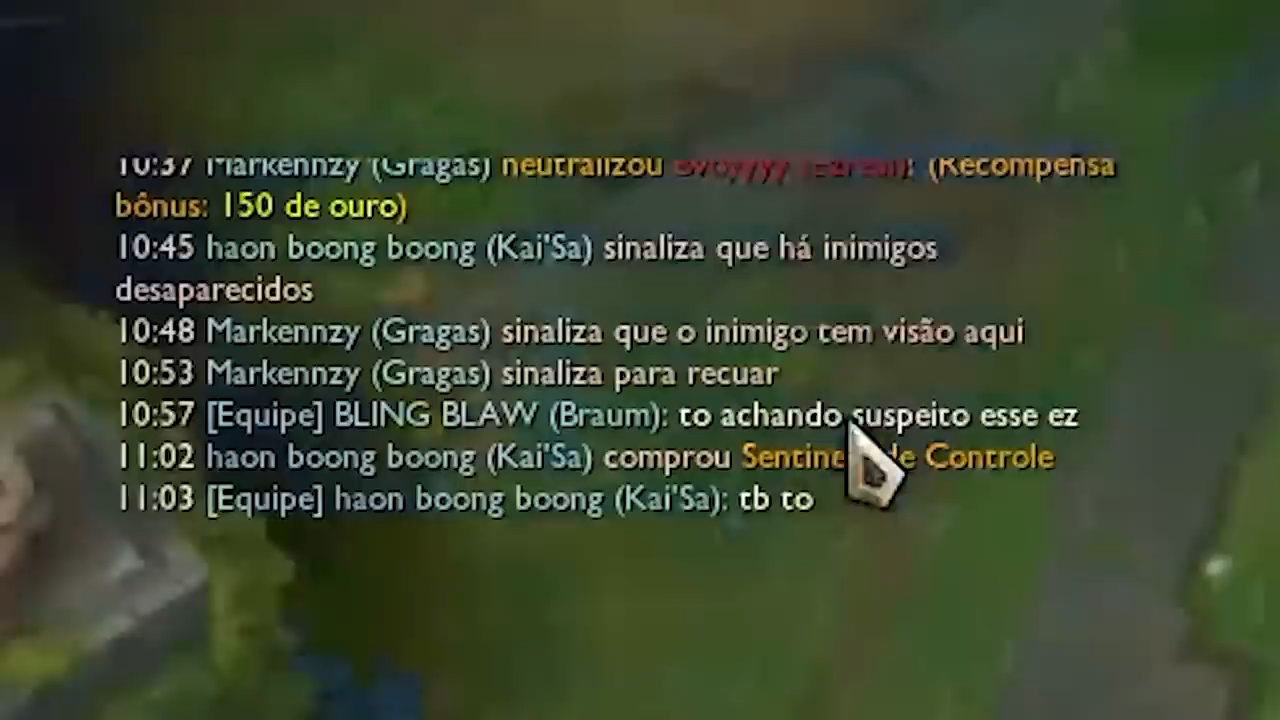 10:37 Markennzy (Gragas) neutralizou (Recompensa
bônus: 150 de ouro)
10:45 haon boong boong (Kai'Sa) sinaliza que há inimigos
desaparecidos
10:48 Markennzy (Gragas) sinaliza que o inimigo tem visão aqui
10:53 Markennzy (Gragas) sinaliza para recuar
10:57 [Equipe] BLING BLAW (Braum): to achando suspeito esse ez
11:02 haon boong boong (Kai'Sa) comprou Controle
11:03 [Equipe] haon boong boong (Kai'Sa): tb to